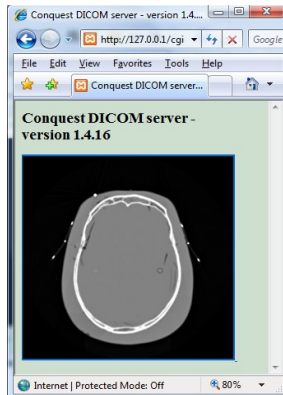 Conquest DICOM server - version 1.4....
http://127.0.0.1/cgi
Google
File Edit View Favorites Tools Help
Conquest DICOM server...
Conquest DICOM server -
version 1.4.16
Internet | Protected Mode: Off
80%